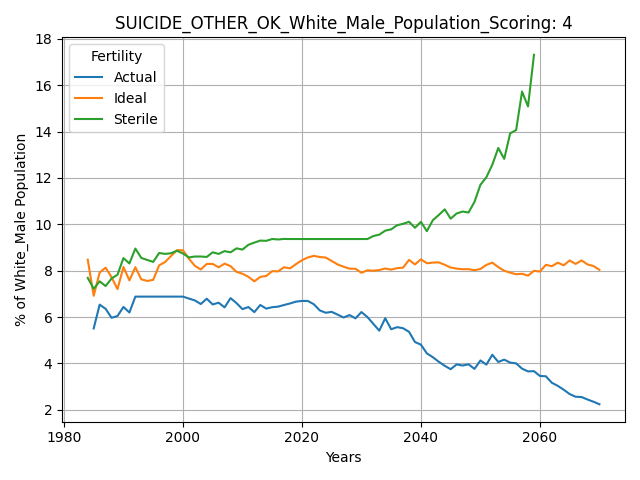 SUICIDE_OTHER_OK_White_Male_Population_Scoring: 4
% of White_Male Population
18
16
14
12
10
8
6
4
2
Fertility
Actual
Ideal
Sterile
1980 2000 2020 2040 2060
Years